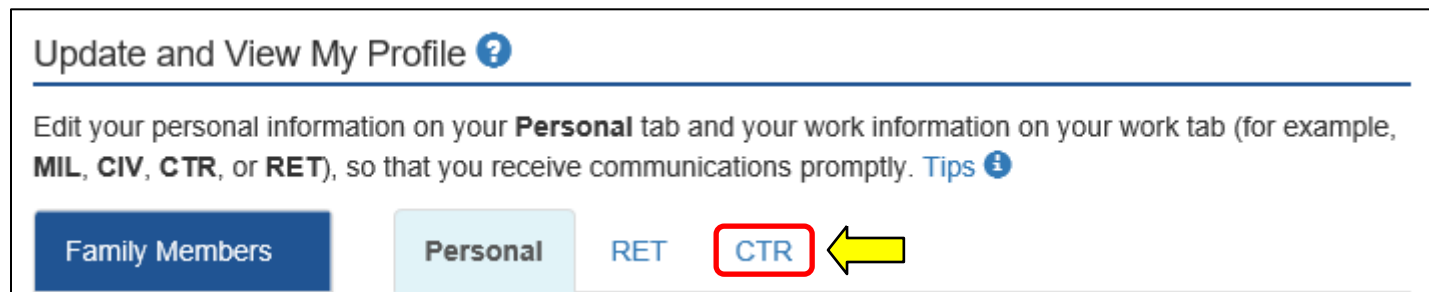 Update and View My Profile ?
Edit your personal information on your Personal tab and your work information on your work tab (for example,
MIL, CIV, CTR, or RET), so that you receive communications promptly. Tips i
Family Members Personal RET CTR